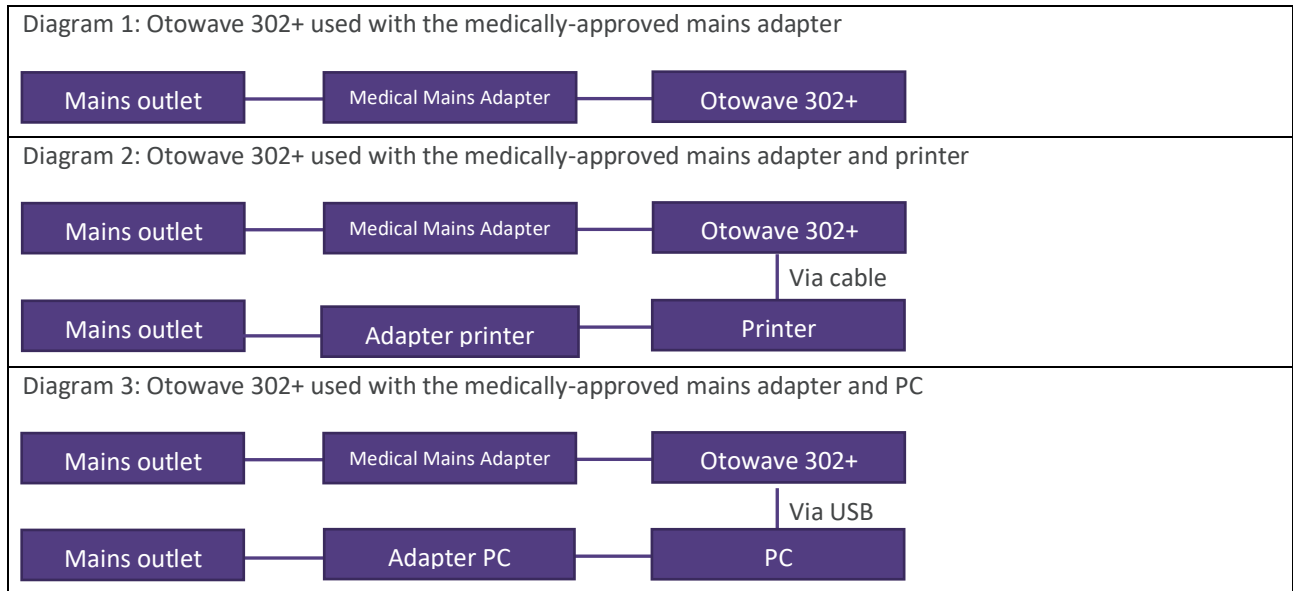 Diagram 1: Otowave 302+ used with the medically-approved mains adapter
Mains outlet
Medical Mains Adapter
Otowave 302+
Diagram 2: Otowave 302+ used with the medically-approved mains adapter and printer
Mains outlet
Medical Mains Adapter
Otowave 302+
Via cable
Mains outlet
Adapter printer
Printer
Diagram 3: Otowave 302+ used with the medically-approved mains adapter and PC
Mains outlet
Medical Mains Adapter
Otowave 302+
Via USB
Mains outlet
Adapter PC
PC